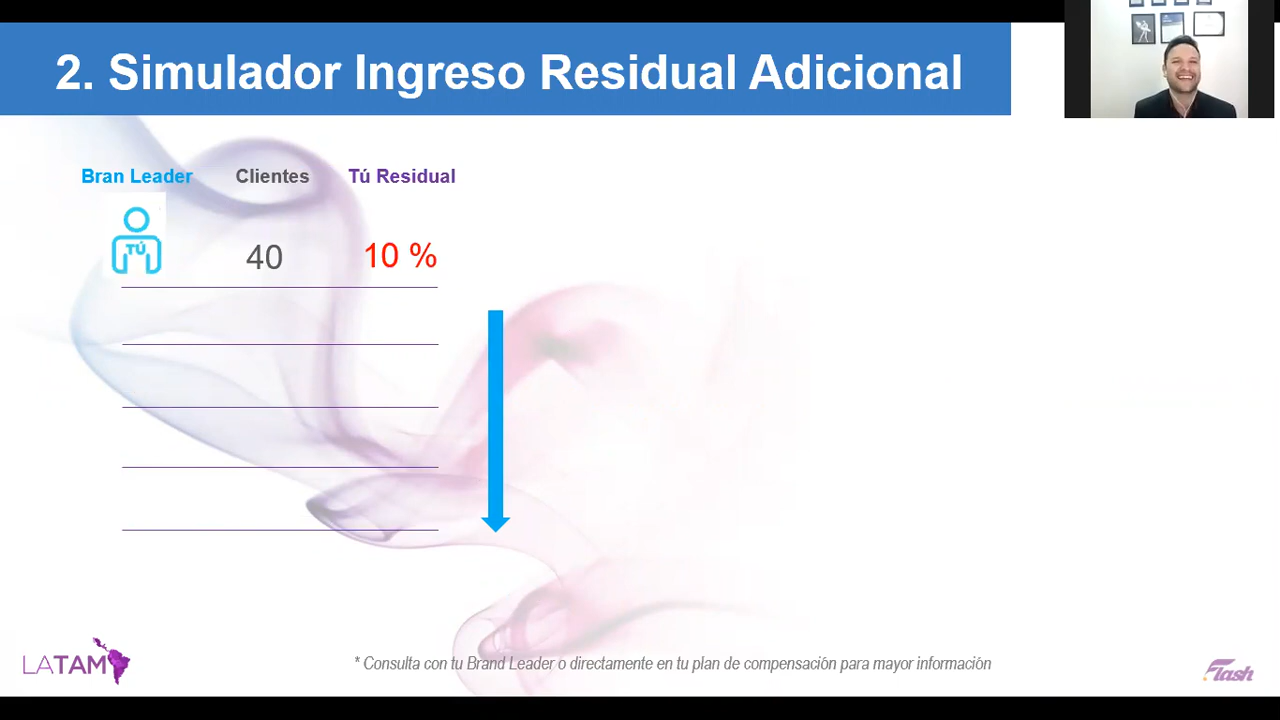 2. Simulador Ingreso Residual Adicional
Bran Leader Clientes Tú Residual
TÚ
40 10 %
LATAM
* Consulta con tu Brand Leader o directamente en tu plan de compensación para mayor información
Flash